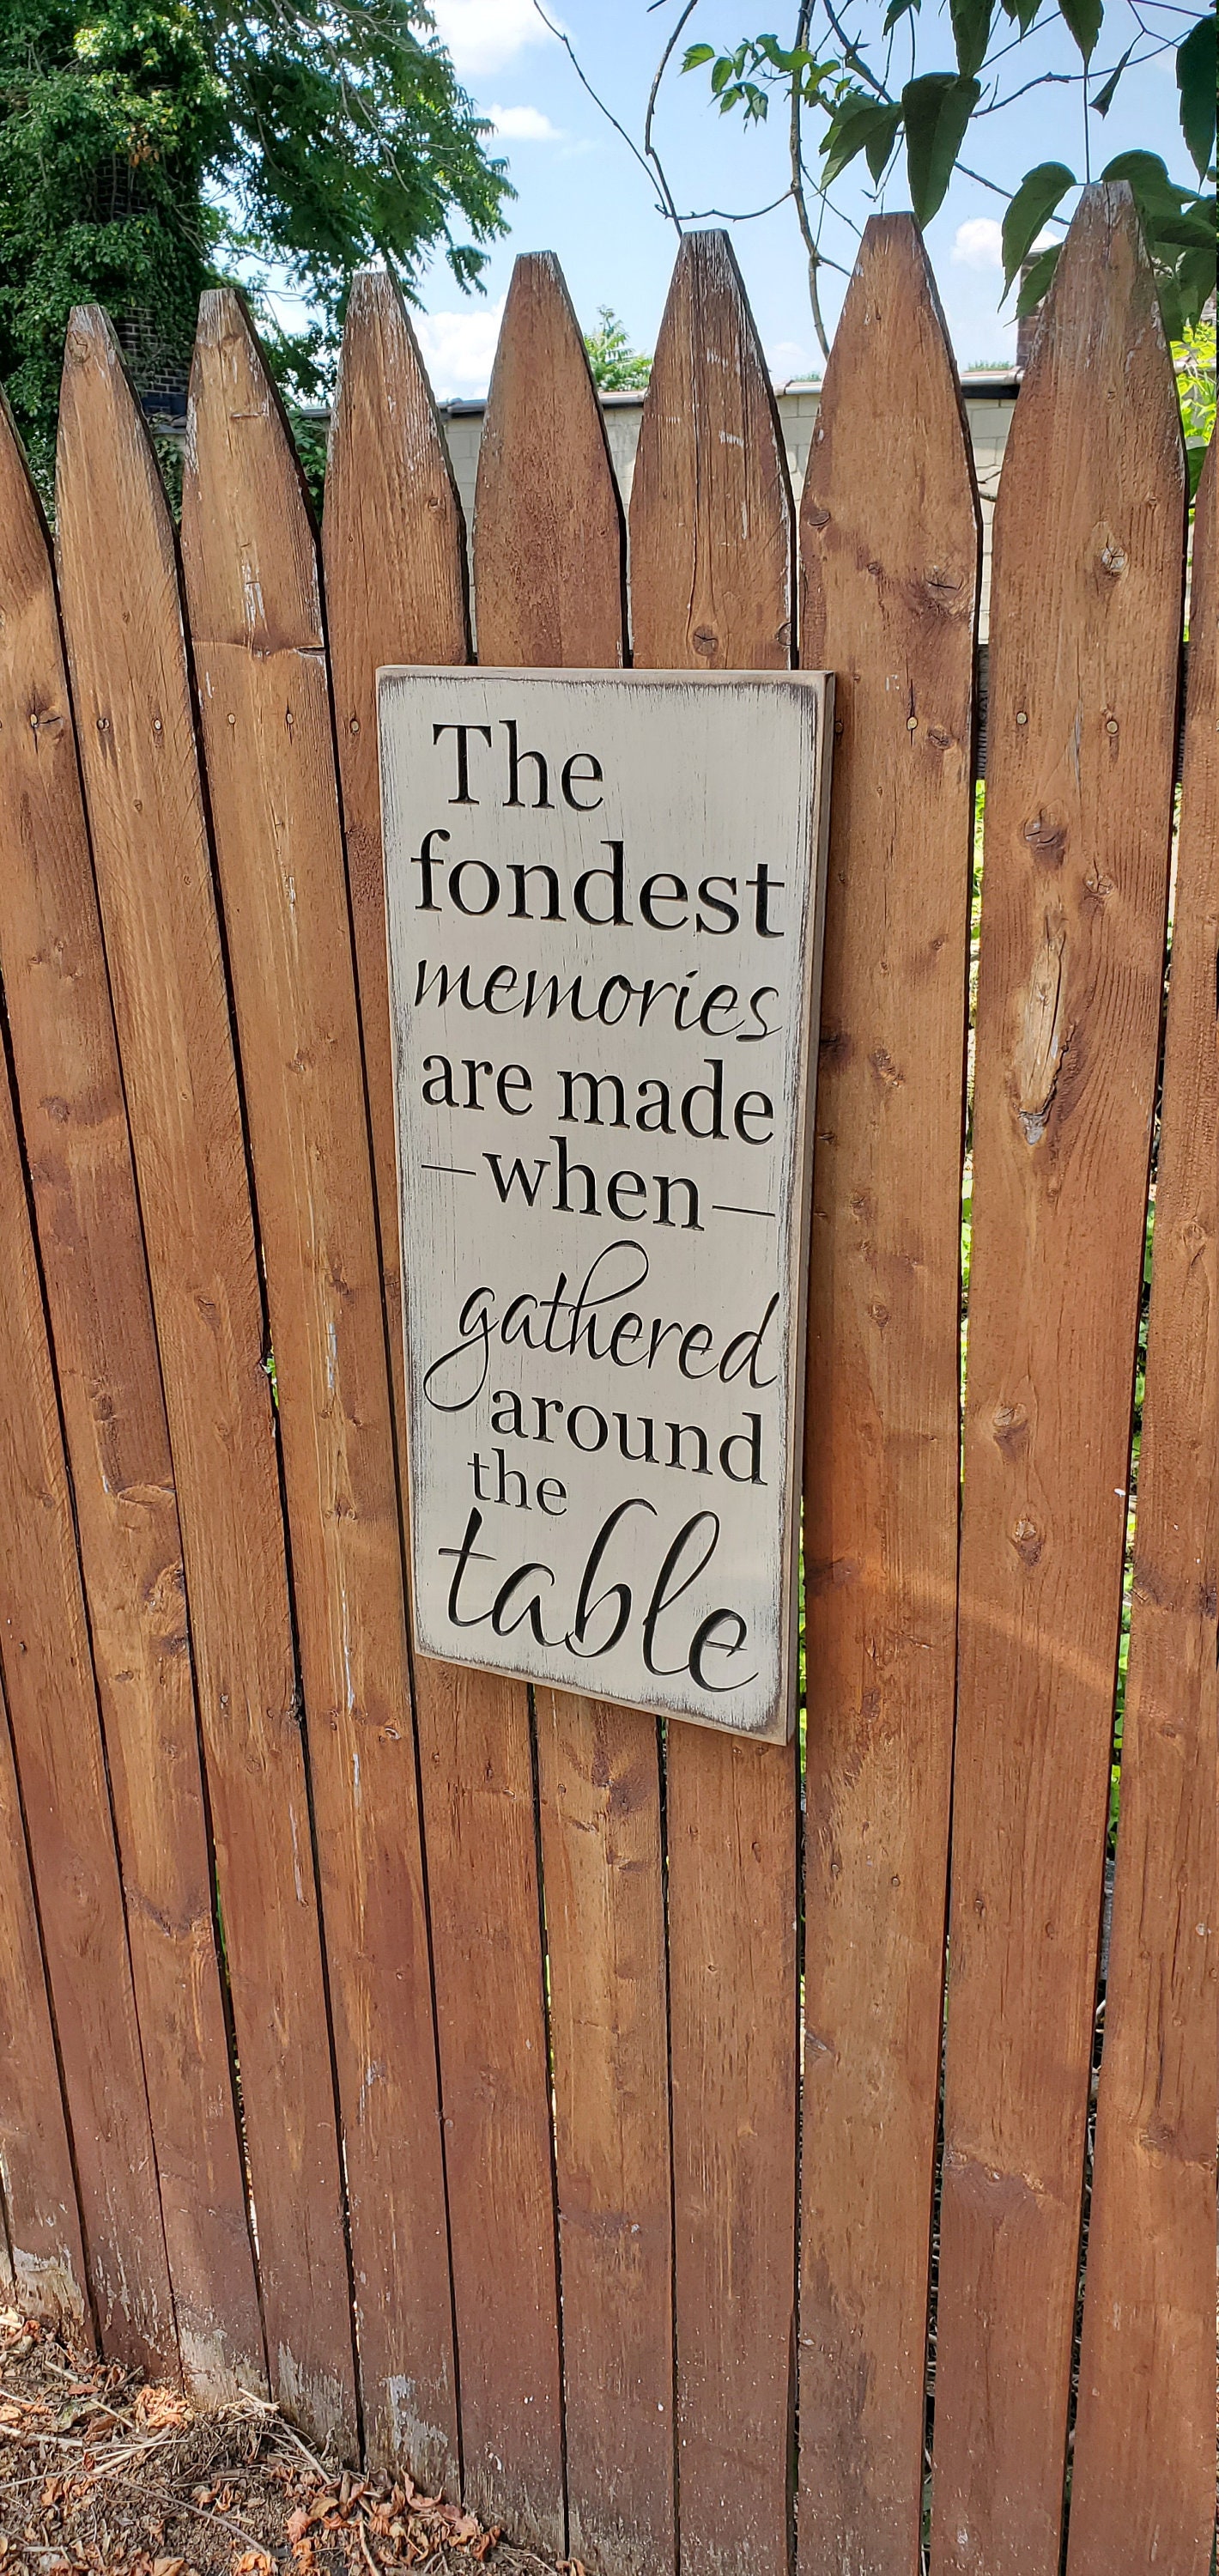 The
fondest
memories
are made
—when—
gathered
around
the
table